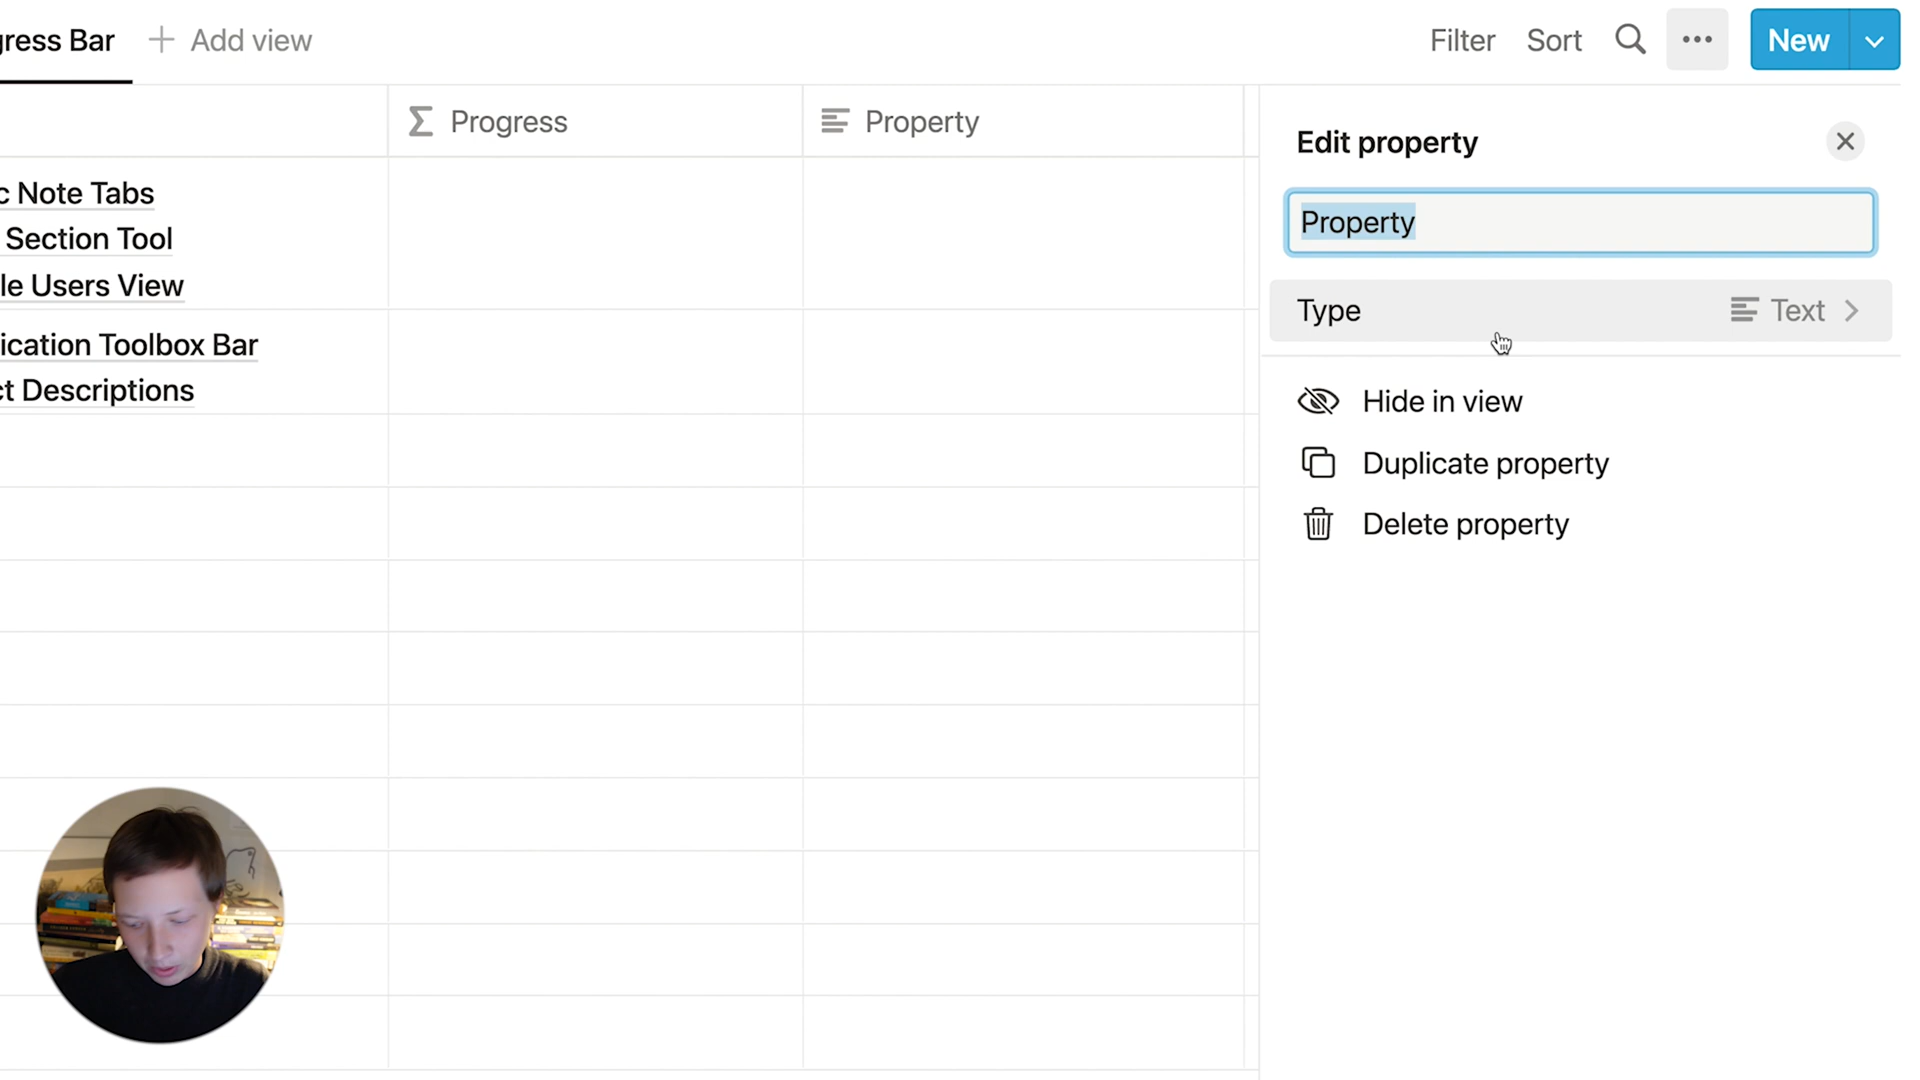 gress Bar
+ Add view
Filter
Sort
New
Σ Progress
Property
Edit property
Property
Type
Text
c Note Tabs
Section Tool
le Users View
ication Toolbox Bar
ct Descriptions
Hide in view
Duplicate property
Delete property